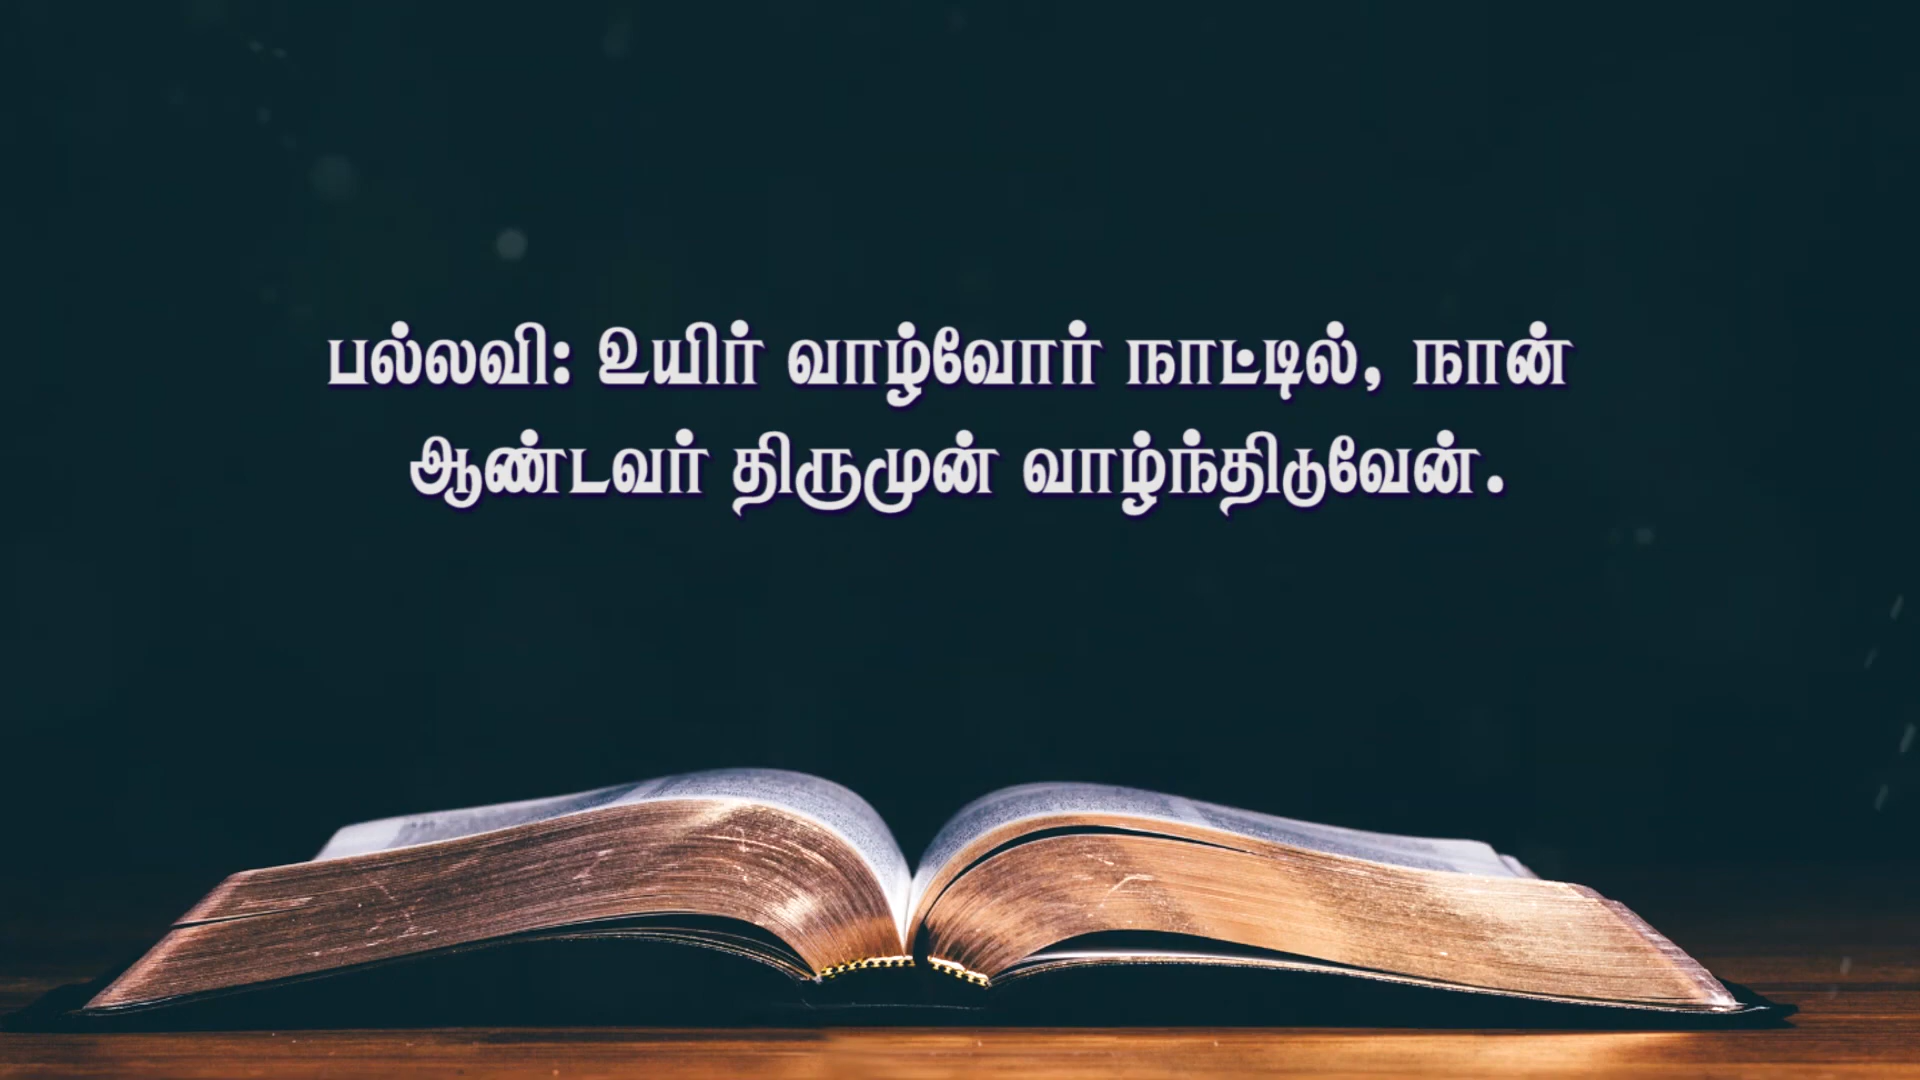 பல்லவி: உயிர் வாழ்வோர் நாட்டில், நான்
ஆண்டவர் திருமுன் வாழ்ந்திடுவேன்.